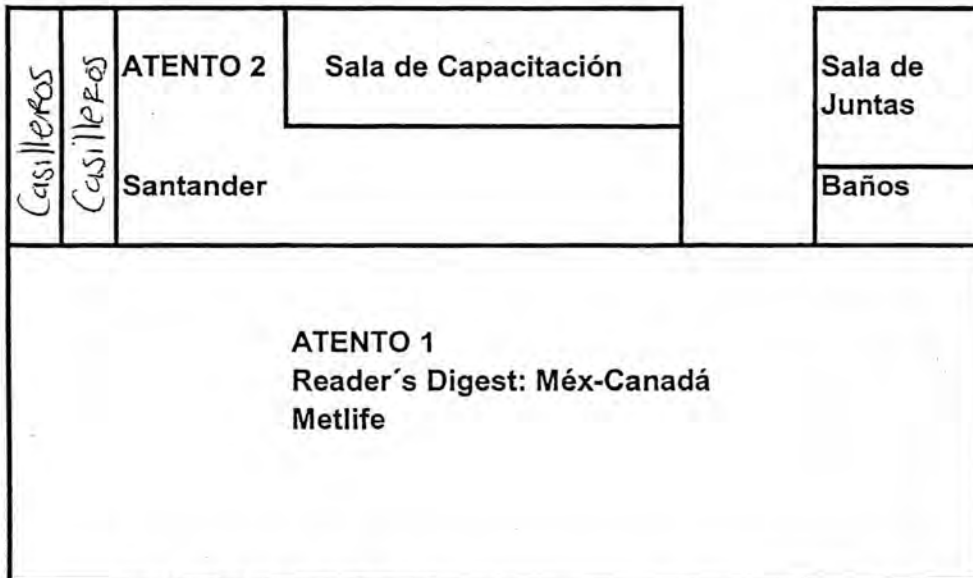 Casilleros
Casilleros
ATENTO 2
Santander
Sala de Capacitación
Sala de
Juntas
Baños
ATENTO 1
Reader´s Digest: Méx-Canadá
Metlife